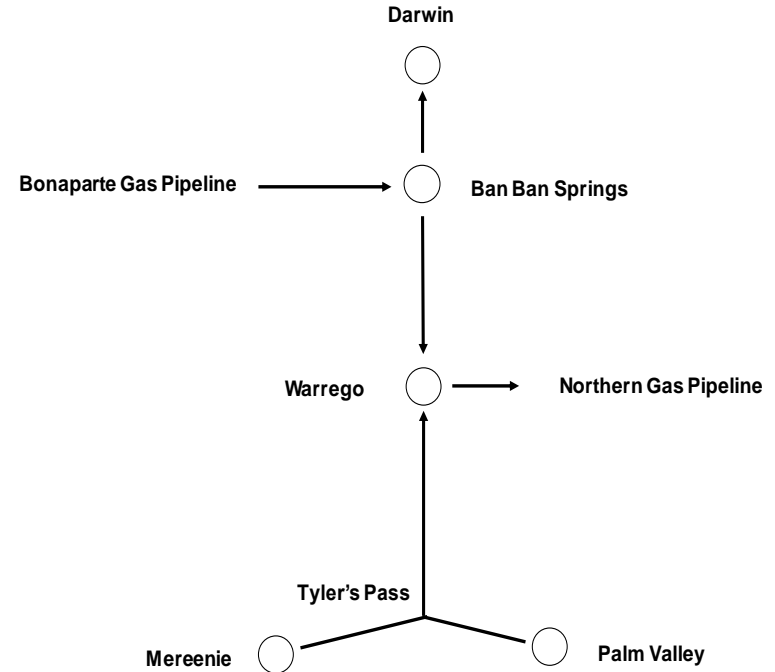 Darwin
Bonaparte Gas Pipeline
Ban Ban Springs
Warrego
Northern Gas Pipeline
Tyler's Pass
Mereenie
Palm Valley